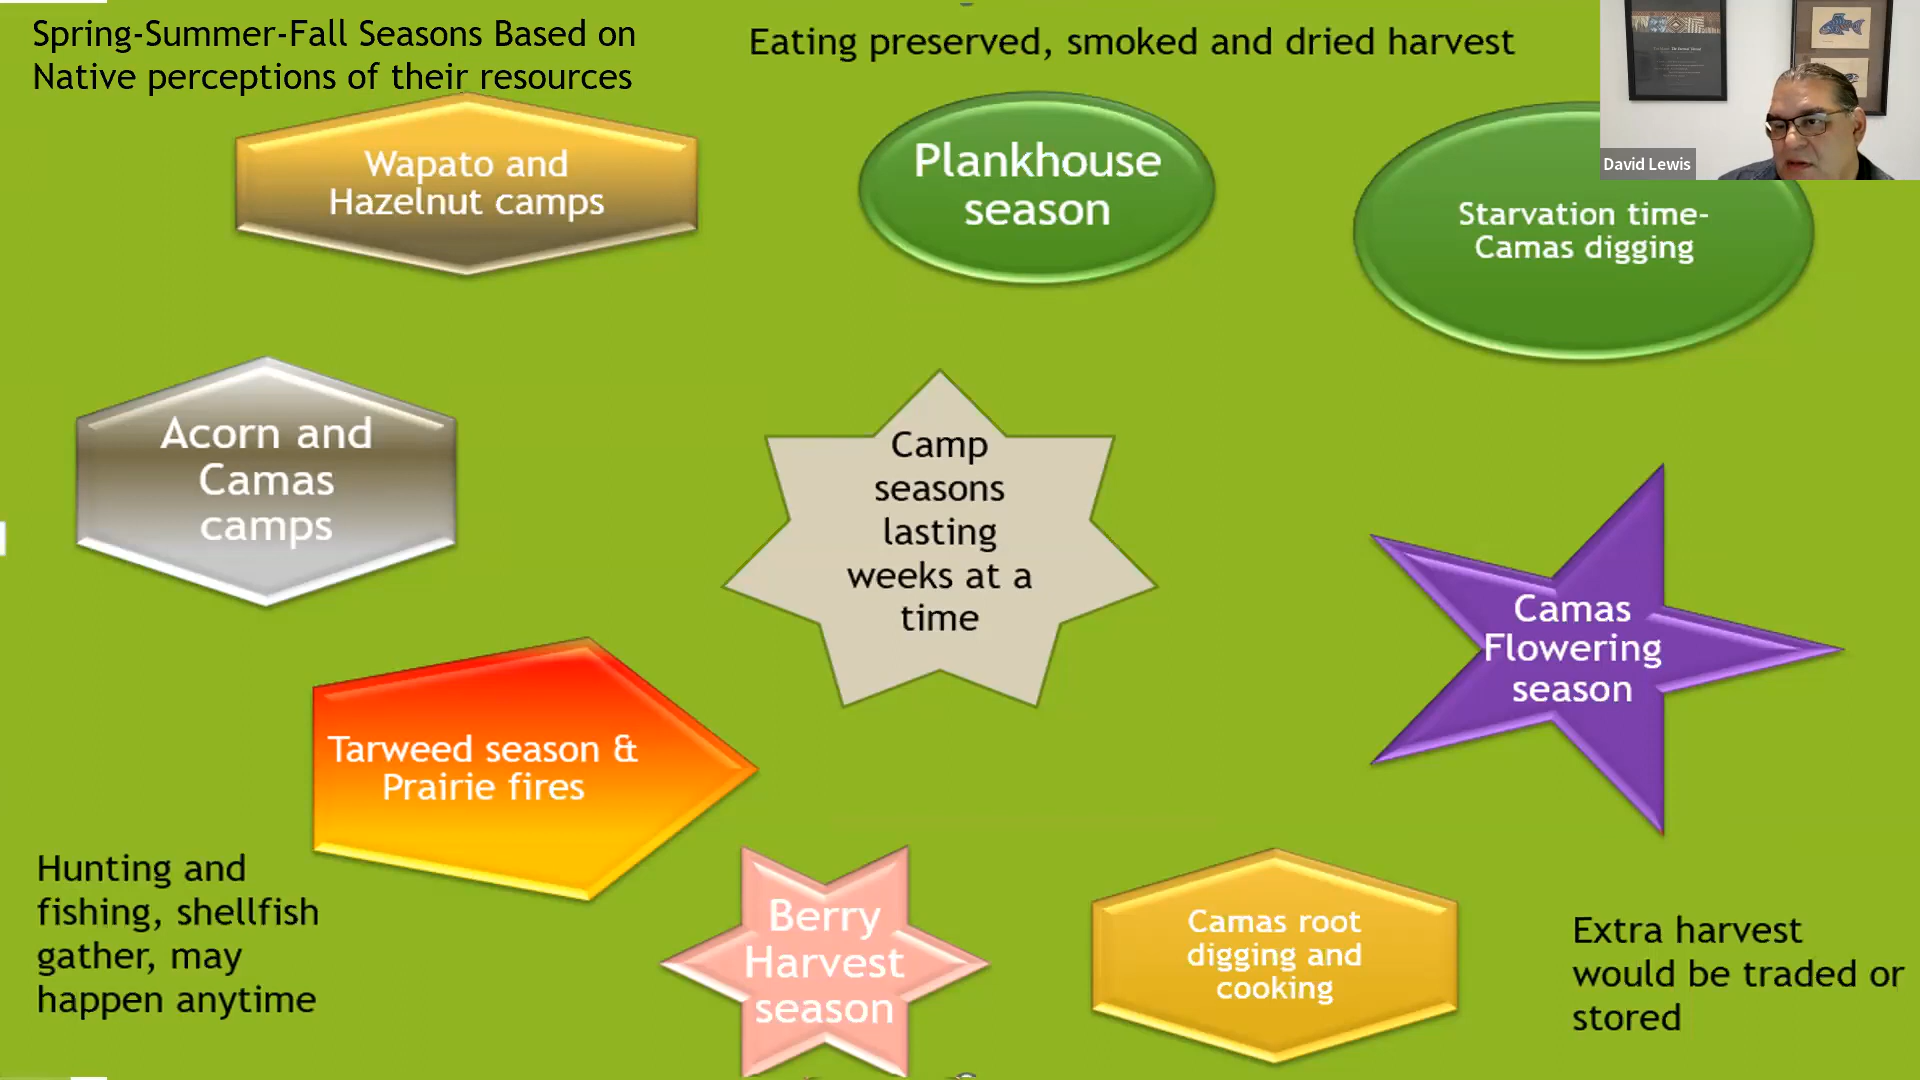 Spring-Summer-Fall Seasons Based on
Native perceptions of their resources
Eating preserved, smoked and dried harvest
David Lewis
Wapato and
Hazelnut camps
Plankhouse
season
Starvation time-
Camas digging
Acorn and
Camas
camps
Camp
seasons
lasting
weeks at a
time
Camas
Flowering
season
Tarweed season &
Prairie fires
Hunting and
fishing, shellfish
gather, may
happen anytime
Berry
Harvest
season
Camas root
digging and
cooking
Extra harvest
would be traded or
stored